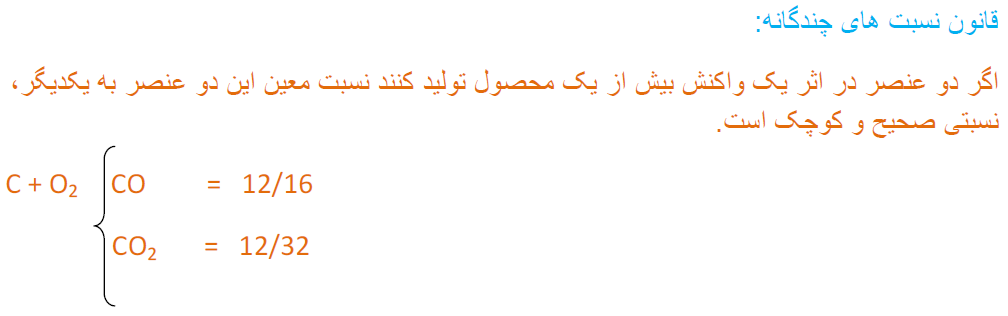 قانون نسبت های چندگانه:
اگر دو عنصر در اثر یک واکنش بیش از یک محصول تولید کنند نسبت معین این دو عنصر به یکدیگر،
نسبتی صحیح و کوچک است.
C + O₂ { CO = 12/16
CO₂ = 12/32